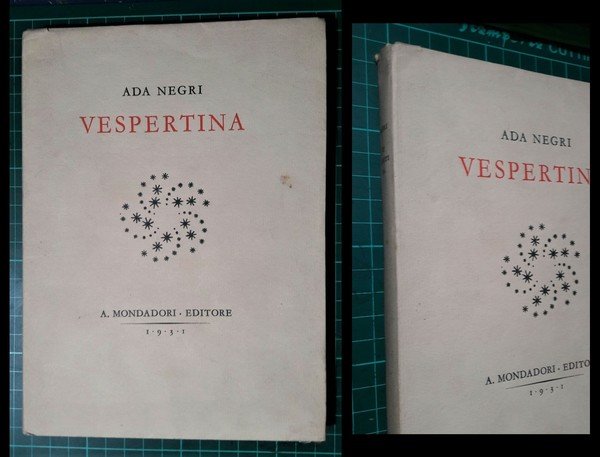 ADA NEGRI
VESPERTINA
A. MONDADORI · EDITORE
1·9·3·1
ADA NEGRI
VESPERTIN
A. MONDADORI · EDITO
1·9·3·1